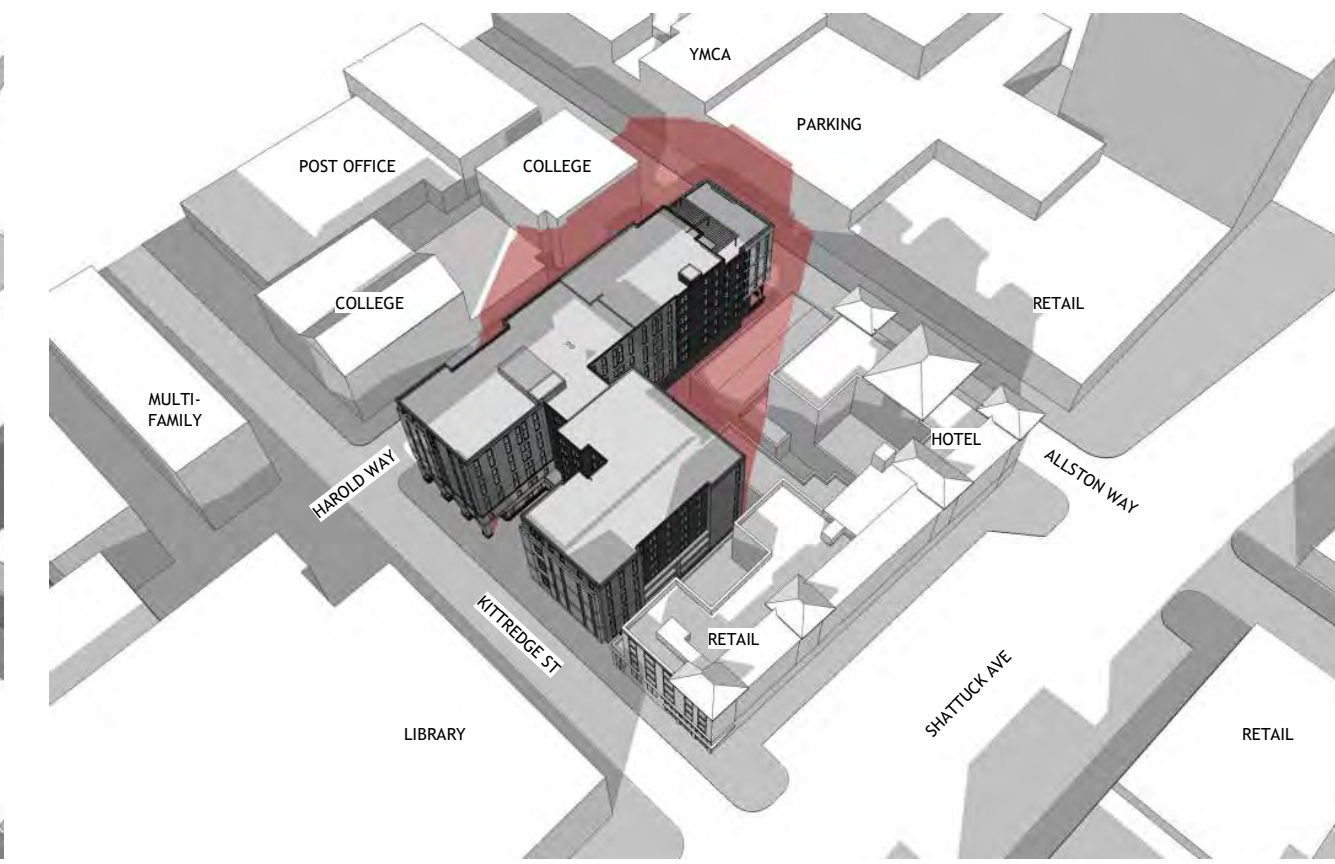 YMCA
PARKING
POST OFFICE
COLLEGE
COLLEGE
RETAIL
MULTI-
FAMILY
HOTEL
HAROLD WAY
ALLSTON WAY
KITTREDGE ST
RETAIL
SHATTUCK AVE
LIBRARY
RETAIL